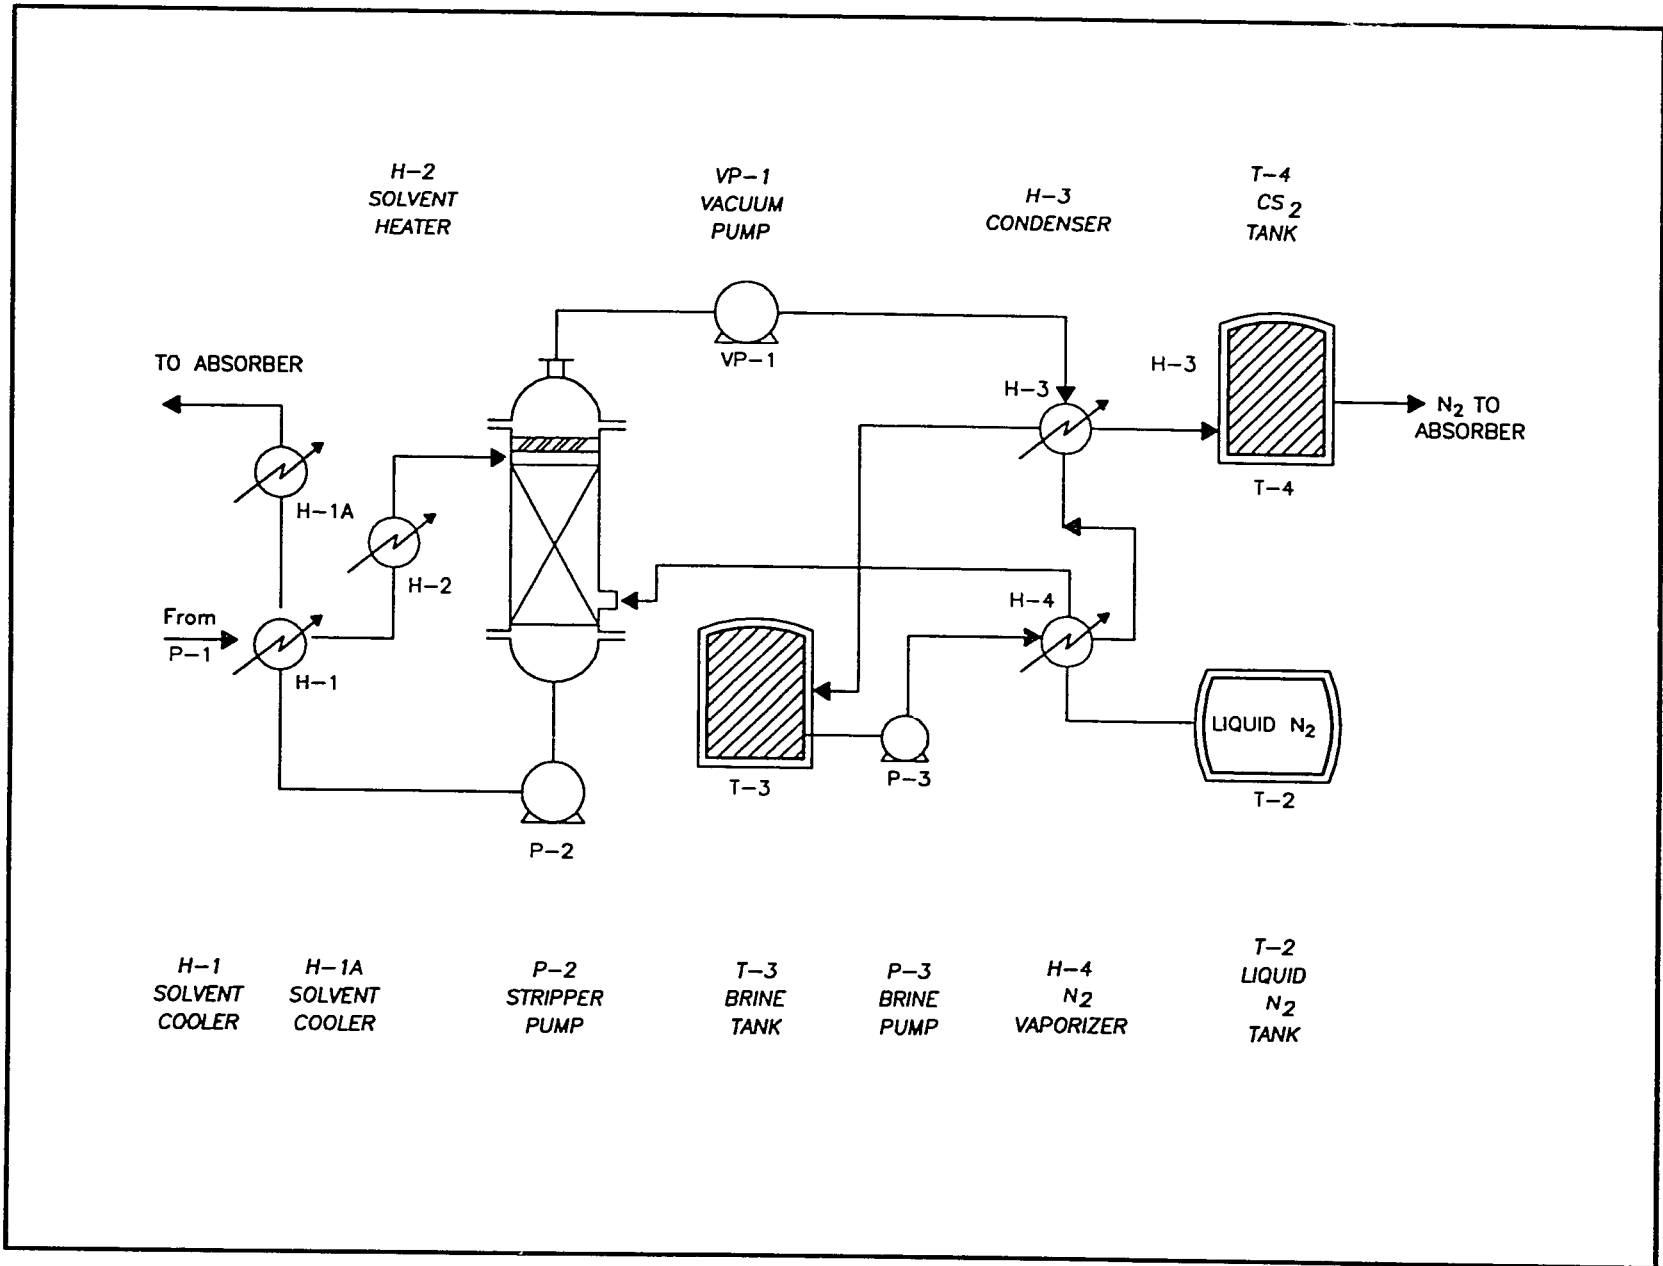 H-2
SOLVENT
HEATER
VP-1
VACUUM
PUMP
H-3
CONDENSER
T-4
CS2
TANK
VP-1
TO ABSORBER
H-3
H-3
N2 TO
ABSORBER
T-4
H-1A
H-2
From
P-1
H-1
H-4
LIQUID N2
T-3
P-3
T-2
P-2
H-1
SOLVENT
COOLER
H-1A
SOLVENT
COOLER
P-2
STRIPPER
PUMP
T-3
BRINE
TANK
P-3
BRINE
PUMP
H-4
N2
VAPORIZER
T-2
LIQUID
N2
TANK